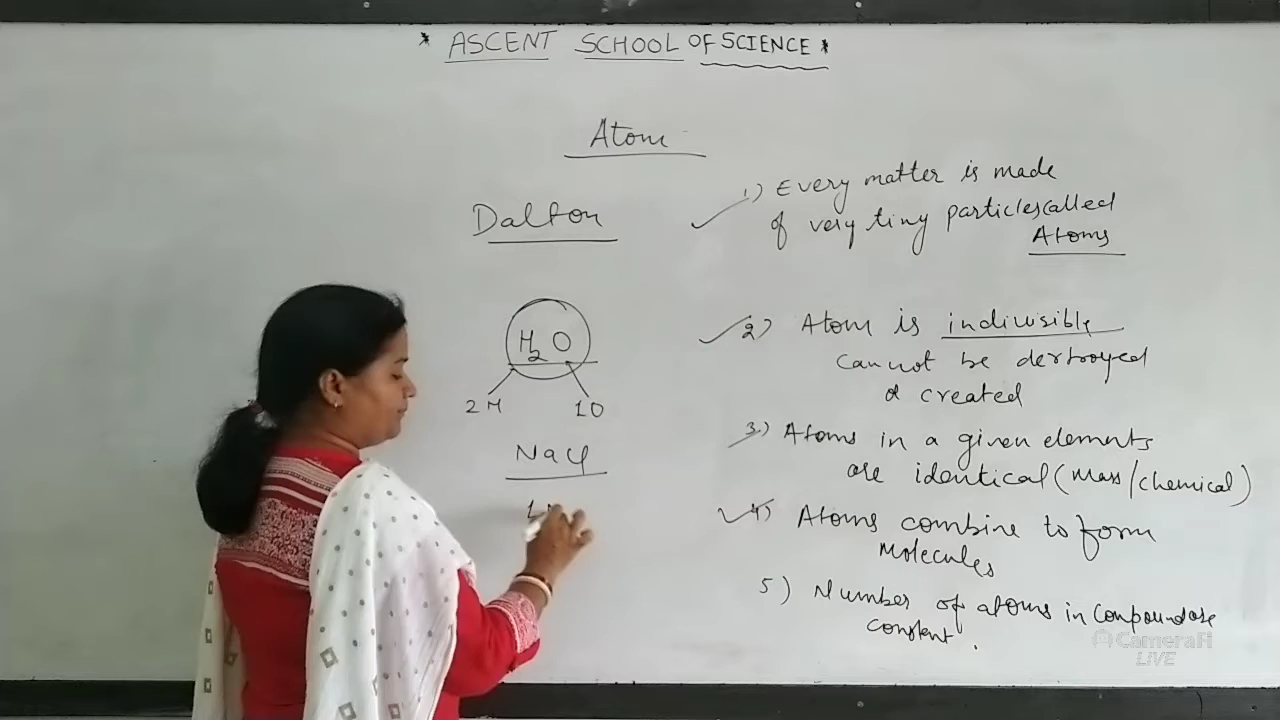 * ASCENT SCHOOL OF SCIENCE *
Atom
Dalton
H2O
2H 1O
NaCl
1) Every matter is made
of very tiny particles called
Atoms
2) Atom is indivisible
cannot be destroyed
& created
3) Atoms in a given elements
are identical (mass/chemical)
4) Atoms combine to form
Molecules
5) Number of atoms in compound are
constant.
CameraFi
LIVE